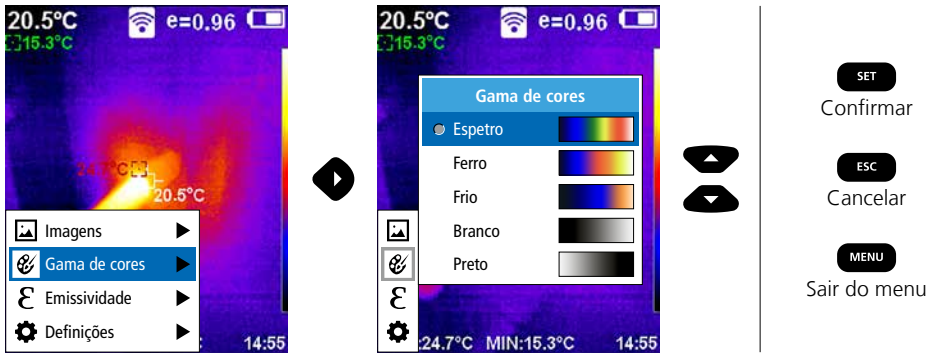 20.5°C e=0.96
15.3°C
24.7°C
20.5°C
Imagens
Gama de cores
Emissividade
Definições
: 14:55
20.5°C e=0.96
15.3°C
Gama de cores
Espetro
Ferro
Frio
Branco
Preto
:24.7°C MIN:15.3°C 14:55
SET
Confirmar
ESC
Cancelar
MENU
Sair do menu